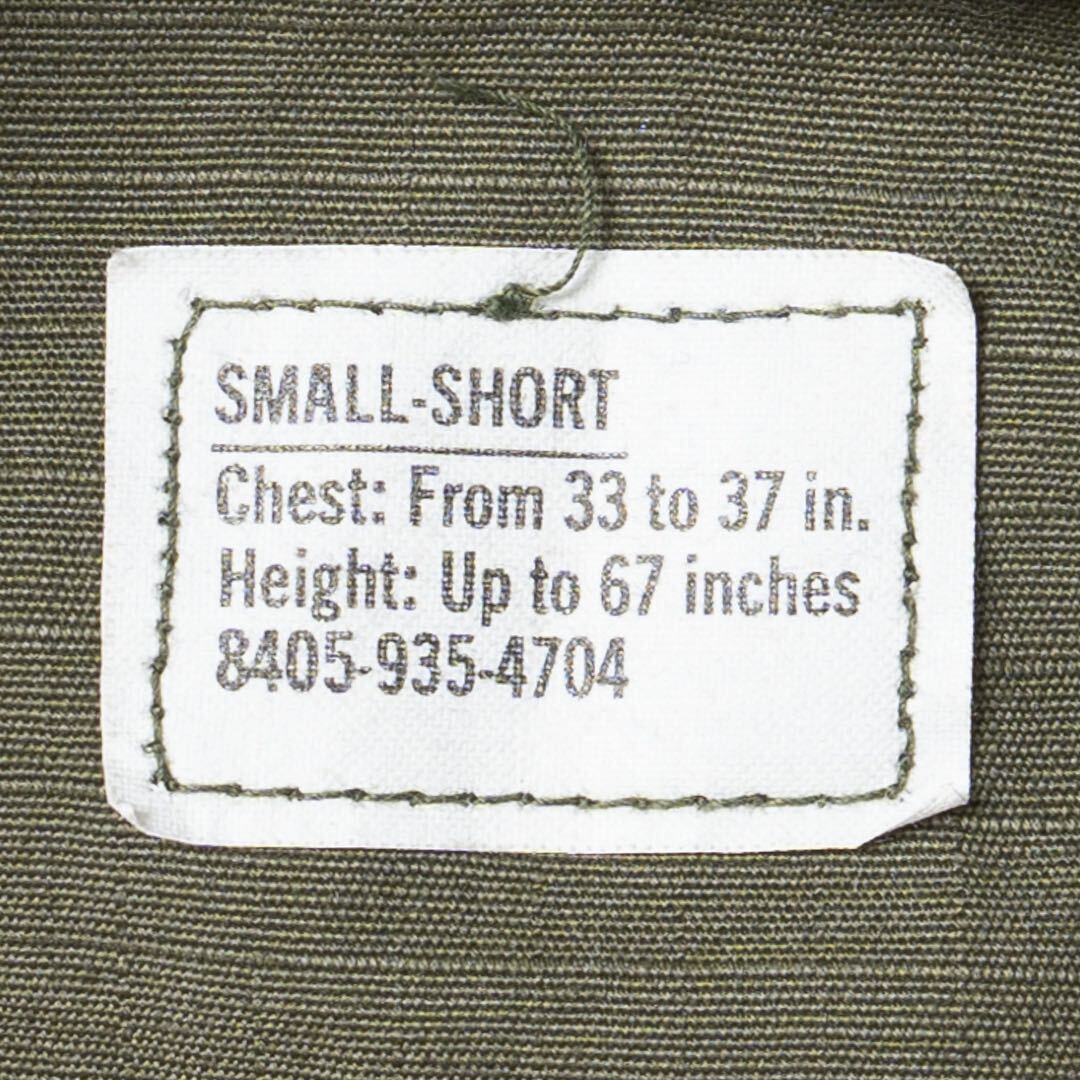 SMALL-SHORT
Chest: From 33 to 37 in.
Height: Up to 67 inches
8405-935-4704